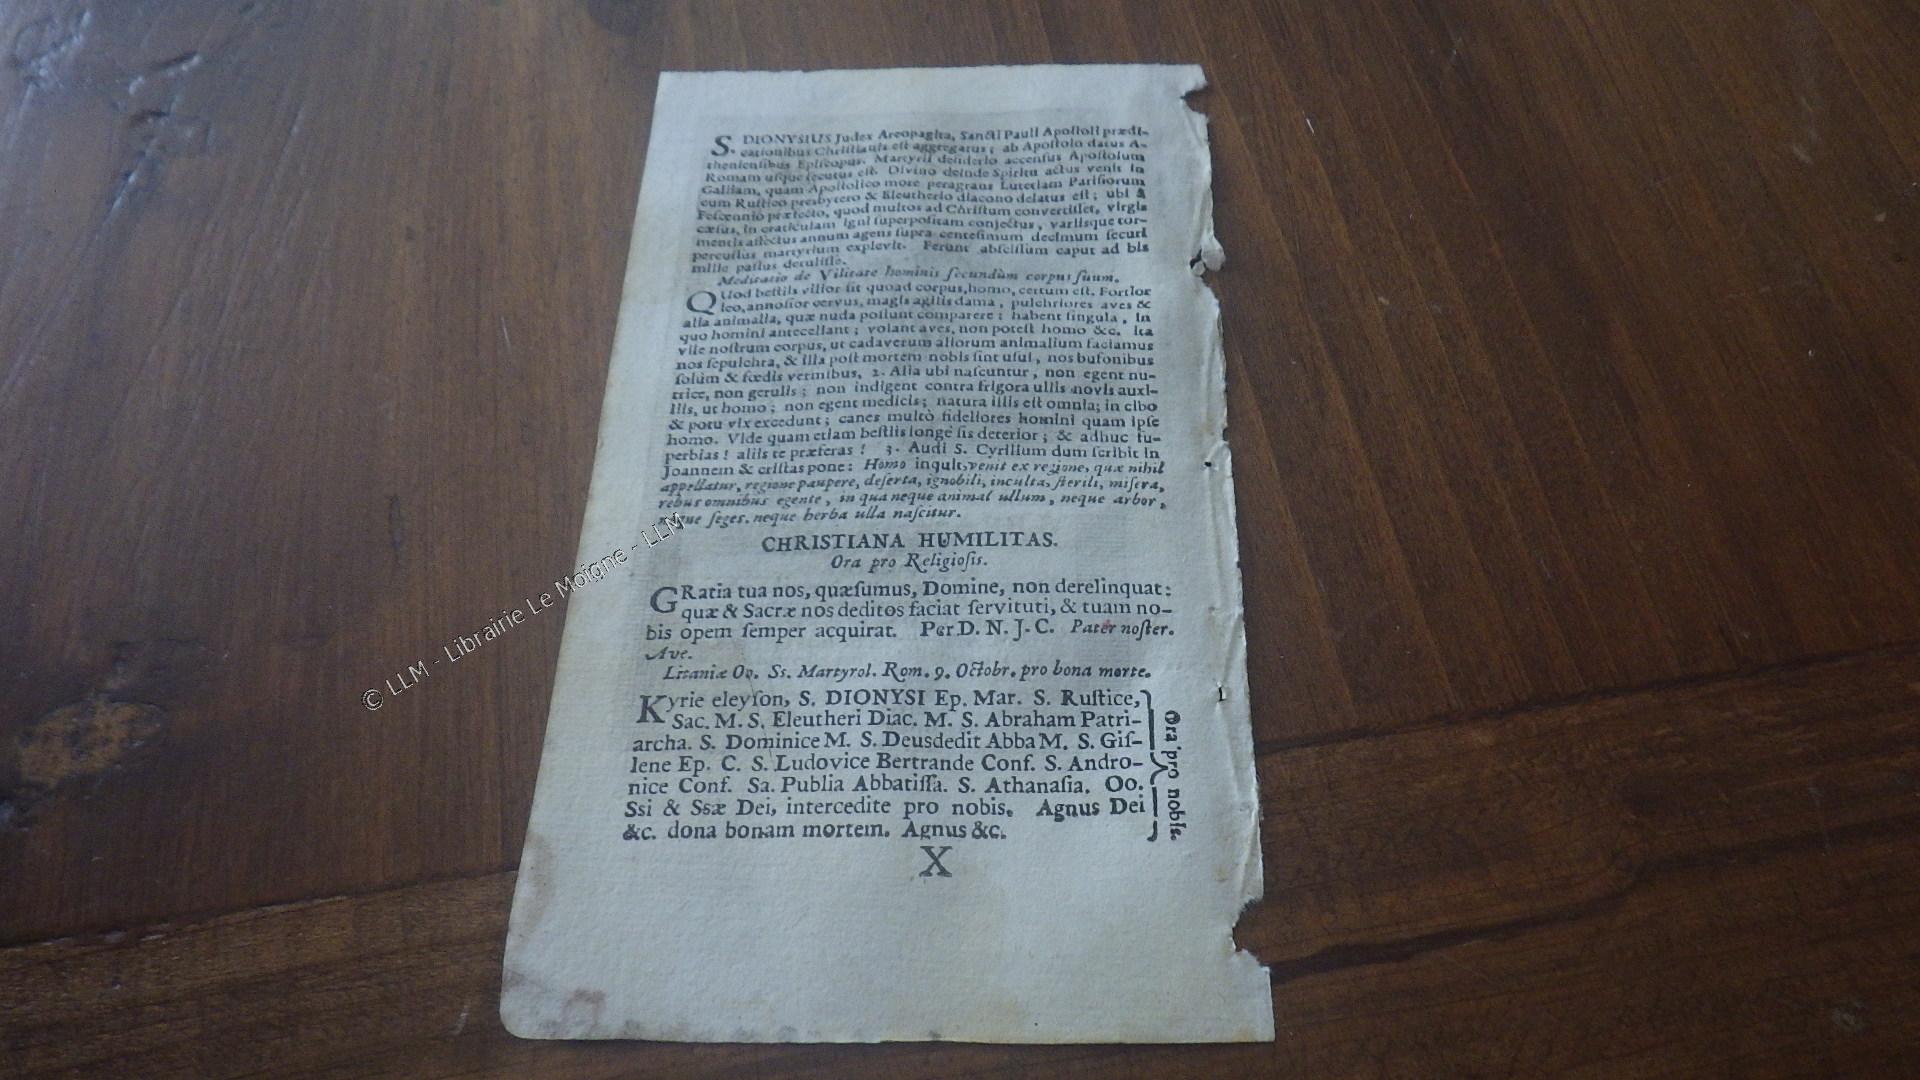 S. DIONYSIUS Judex Areopagita, Sancti Pauli Apoſtoli prædi-
cationibus Chriſtianis eſt aggregatus; ab Apoſtolo datus A-
thenienſibus Epiſcopus. Martyrii deſiderio accenſus Apoſtolum
Romam uſque ſecutus eſt. Divino deinde Spiritu actus venit in
Galliam, quam Apoſtolico more peragrans Lutetiam Pariſiorum
cum Ruſtico presbytero & Eleutherio diacono delatus eſt; ubi à
Feſcennio præfecto, quod multos ad Chriſtum convertiſſet, virgis
cæſus, in craticulam igni ſuperpoſitam conjectus, variisque tor-
mentis affectus annum agens ſupra centeſimum decimum ſecuri
percuſſus martyrium explevit. Ferunt abſciſſum caput ad bis
mille paſſus detuliſſe.
Meditatio de Vilitate hominis ſecundùm corpus ſuum.
QUod beſtiis vilior ſit quoad corpus, homo, certum eſt. Fortior
leo, annoſior cervus, magis agilis dama, pulchriores aves &
alia animalia, quæ nuda poſſunt comparere: habent ſingula, in
quo homini antecellant; volant aves, non poteſt homo &c. Ita
vile noſtrum corpus, ut cadaverum aliorum animalium faciamus
nos ſepulchra, & illa poſt mortem nobis ſint uſui, nos bufonibus
ſolùm & fœdis vermibus, 2. Alia ubi naſcuntur, non egent nu-
trice, non gerulis; non indigent contra frigora ullis novis auxi-
liis, ut homo; non egent medicis; natura illis eſt omnia; in cibo
& potu vix excedunt; canes multò fideliores homini quam ipſe
homo. Vide quam etiam beſtiis longè ſis deterior; & adhuc ſu-
perbias! aliis te præferas! 3. Audi S. Cyrillum dum ſcribit in
Joannem & criſtas pone: Homo inquit, venit ex regione, quæ nihil
appellatur, regione paupere, deſerta, ignobili, inculta, ſterili, miſera,
rebus omnibus egente, in qua neque animal ullum, neque arbor,
neque ſeges, neque herba ulla naſcitur.
CHRISTIANA HUMILITAS.
Ora pro Religioſis.
GRatia tua nos, quæſumus, Domine, non derelinquat:
quæ & Sacræ nos deditos faciat ſervituti, & tuam no-
bis opem ſemper acquirat. Per D. N. J. C. Pater noſter.
Ave.
Litaniæ Oo. Ss. Martyrol. Rom. 9. Octobr. pro bona morte.
Kyrie eleyſon, S. DIONYSI Ep. Mar. S. Ruſtice,
Sac. M. S. Eleutheri Diac. M. S. Abraham Patri-
archa. S. Dominice M. S. Deusdedit Abba M. S. Giſ-
lene Ep. C. S. Ludovice Bertrande Conf. S. Andro-
nice Conf. Sa. Publia Abbatiſſa. S. Athanaſia. Oo.
Ssi & Ssæ Dei, intercedite pro nobis. Agnus Dei
&c. dona bonam mortem. Agnus &c.
Ora pro nobis.
X
© LLM - Librairie Le Moigne - LLM